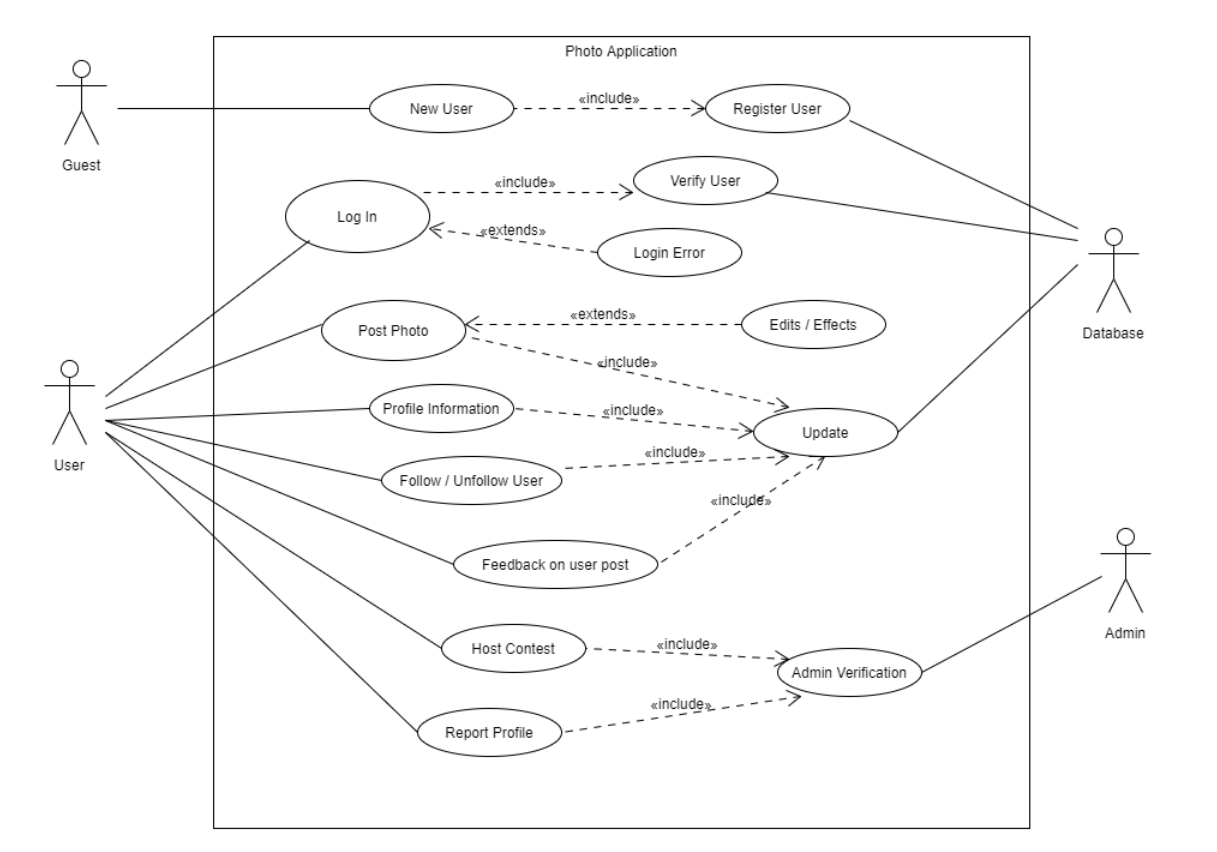 Photo Application
New User
«include»
Register User
Guest
Log In
«include»
Verify User
«extends»
Login Error
Database
Post Photo
«extends»
Edits / Effects
«include»
User
Profile Information
«include»
Update
Follow / Unfollow User
«include»
«include»
Feedback on user post
Admin
Host Contest
«include»
Admin Verification
«include»
Report Profile